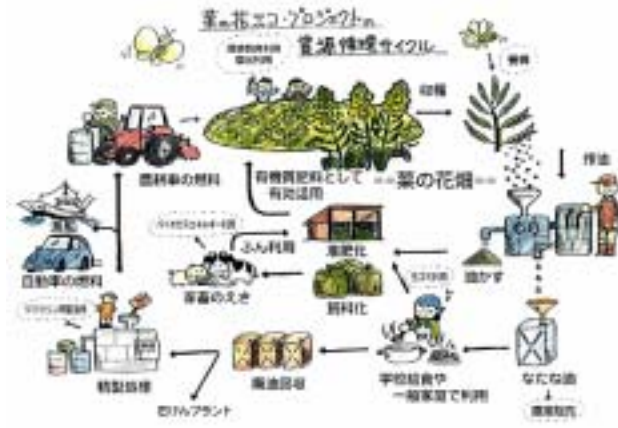 菜の花エコ・プロジェクトの
資源循環サイクル
収穫
搾油
農耕車の燃料
有機質肥料として
有効活用
菜の花畑
漁船
自動車の燃料
ふん利用
堆肥化
油かす
家畜のえさ
飼料化
精製処理
廃油回収
学校給食や
一般家庭で利用
なたね油
石けんプラント